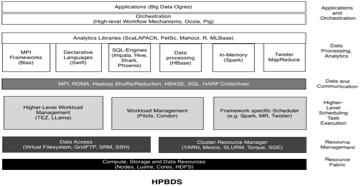 Applications (Big Data Ogres)
Orchestration
(High-level Workflow Mechanisms, Oozie, Pig)
Applications
and
Orchestration
Analytics Libraries (ScaLAPACK, PetSc, Mahout, R, MLBase)
MPI
Frameworks
(Blas)
Declarative
Languages
(Swift)
SQL-Engines
(Impala, Hive,
Shark,
Phoenix)
Data
processing
(HBase)
In-Memory
(Spark)
Twister
MapReduce
Data
Processing,
Analytics
MPI, RDMA, Hadoop Shuffle/Reduction, HBASE, SQL, HARP Collectives
Data and
Communication
Higher-Level Workload
Management
(TEZ, LLama)
Workload Management
(Pilots, Condor)
Framework specific Scheduler
(e.g. Spark, MR, Twister)
Higher-
Level
Scheduling
Task
Execution
Data Access
(Virtual Filesystem, GridFTP, SRM, SSH)
Cluster Resource Manager
(YARN, Mesos, SLURM, Torque, SGE)
Resource
Management
Compute, Storage and Data Resources
(Nodes, Lustre, Cores, HDFS)
Resource
Fabric
HPBDS